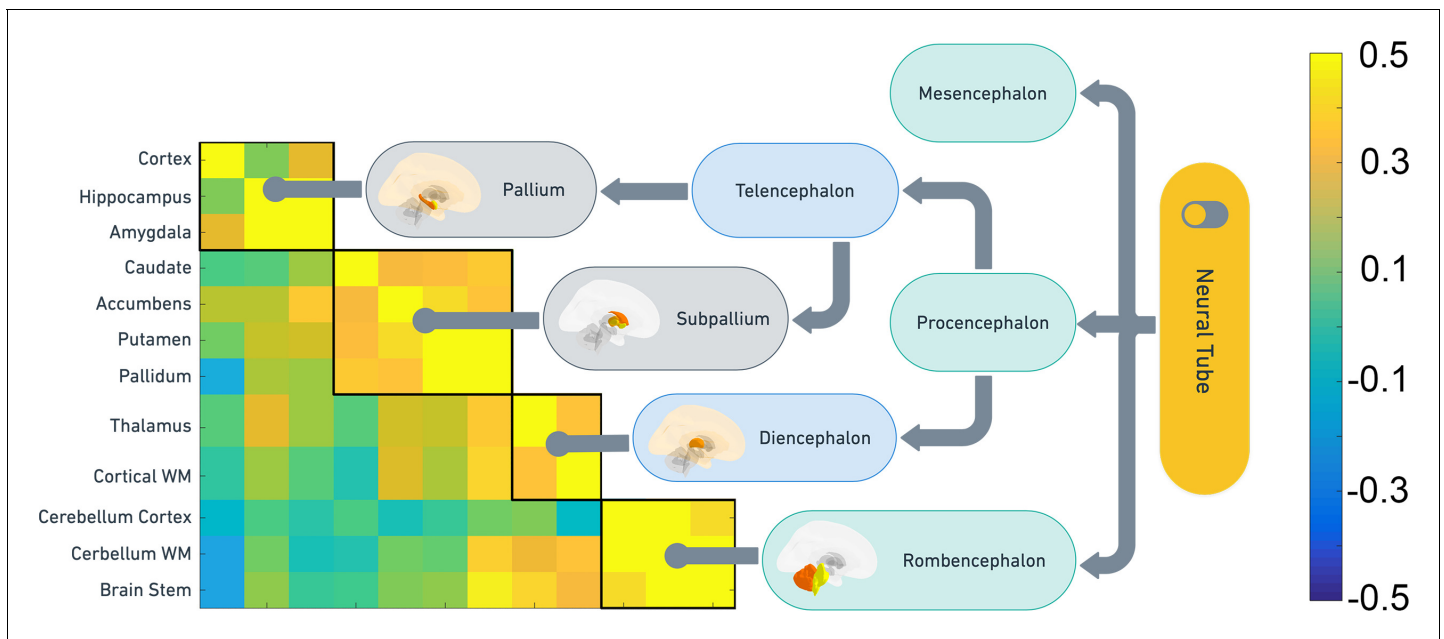 Cortex
Hippocampus
Amygdala
Caudate
Accumbens
Putamen
Pallidum
Thalamus
Cortical WM
Cerebellum Cortex
Cerbellum WM
Brain Stem
Pallium
Subpallium
Diencephalon
Rombencephalon
Telencephalon
Mesencephalon
Procencephalon
Neural Tube
0.5
0.3
0.1
-0.1
-0.3
-0.5